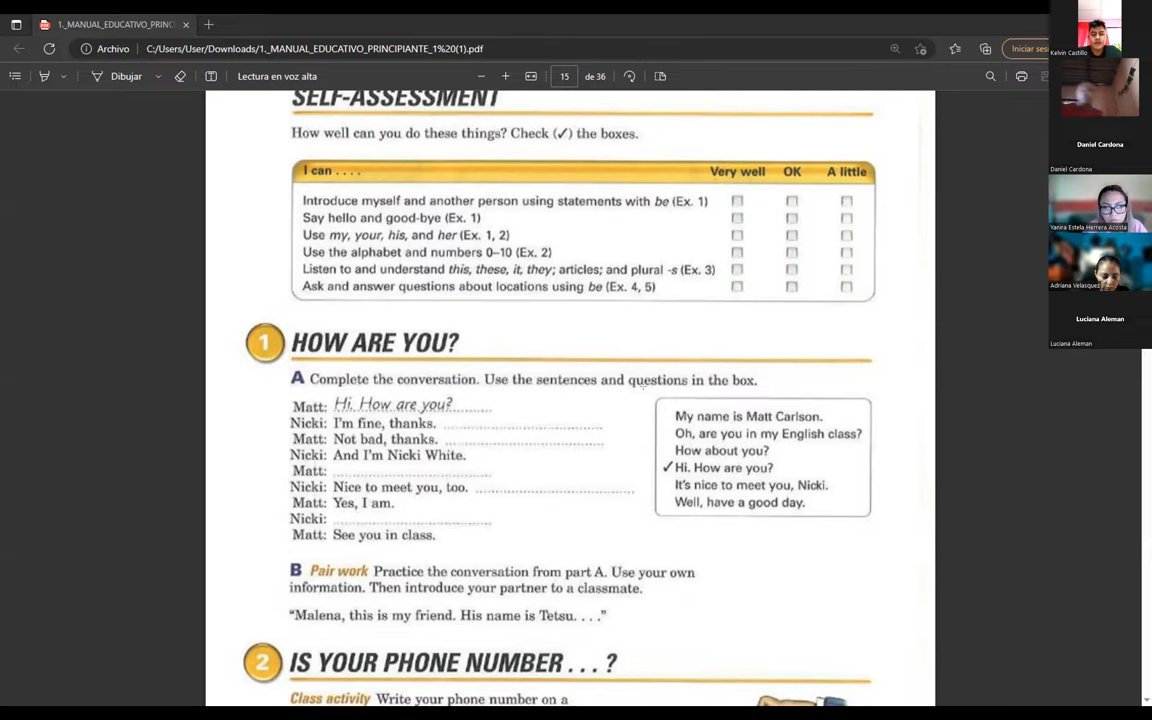 1._MANUAL_EDUCATIVO_PRINC
Archivo C:/Users/User/Downloads/1._MANUAL_EDUCATIVO_PRINCIPIANTE_1%20(1).pdf
Iniciar
Dibujar Lectura en voz alta 15 de 36
SELF-ASSESSMENT
How well can you do these things? Check (✓) the boxes.
I can . . . . Very well OK A little
Introduce myself and another person using statements with be (Ex. 1)
Say hello and good-bye (Ex. 1)
Use my, your, his, and her (Ex. 1, 2)
Use the alphabet and numbers 0–10 (Ex. 2)
Listen to and understand this, these, it, they; articles; and plural -s (Ex. 3)
Ask and answer questions about locations using be (Ex. 4, 5)
1 HOW ARE YOU?
A Complete the conversation. Use the sentences and questions in the box.
Matt: Hi. How are you?
Nicki: I'm fine, thanks.
Matt: Not bad, thanks.
Nicki: And I'm Nicki White.
Matt:
Nicki: Nice to meet you, too.
Matt: Yes, I am.
Nicki:
Matt: See you in class.
My name is Matt Carlson.
Oh, are you in my English class?
How about you?
✓ Hi. How are you?
It's nice to meet you, Nicki.
Well, have a good day.
B Pair work Practice the conversation from part A. Use your own
information. Then introduce your partner to a classmate.
"Malena, this is my friend. His name is Tetsu. . . ."
2 IS YOUR PHONE NUMBER . . . ?
Class activity Write your phone number on a
Kelvin Castillo
Daniel Cardona
Daniel Cardona
Yanira Estela Herrera Acosta
Adriana Velasquez
Luciana Aleman
Luciana Aleman